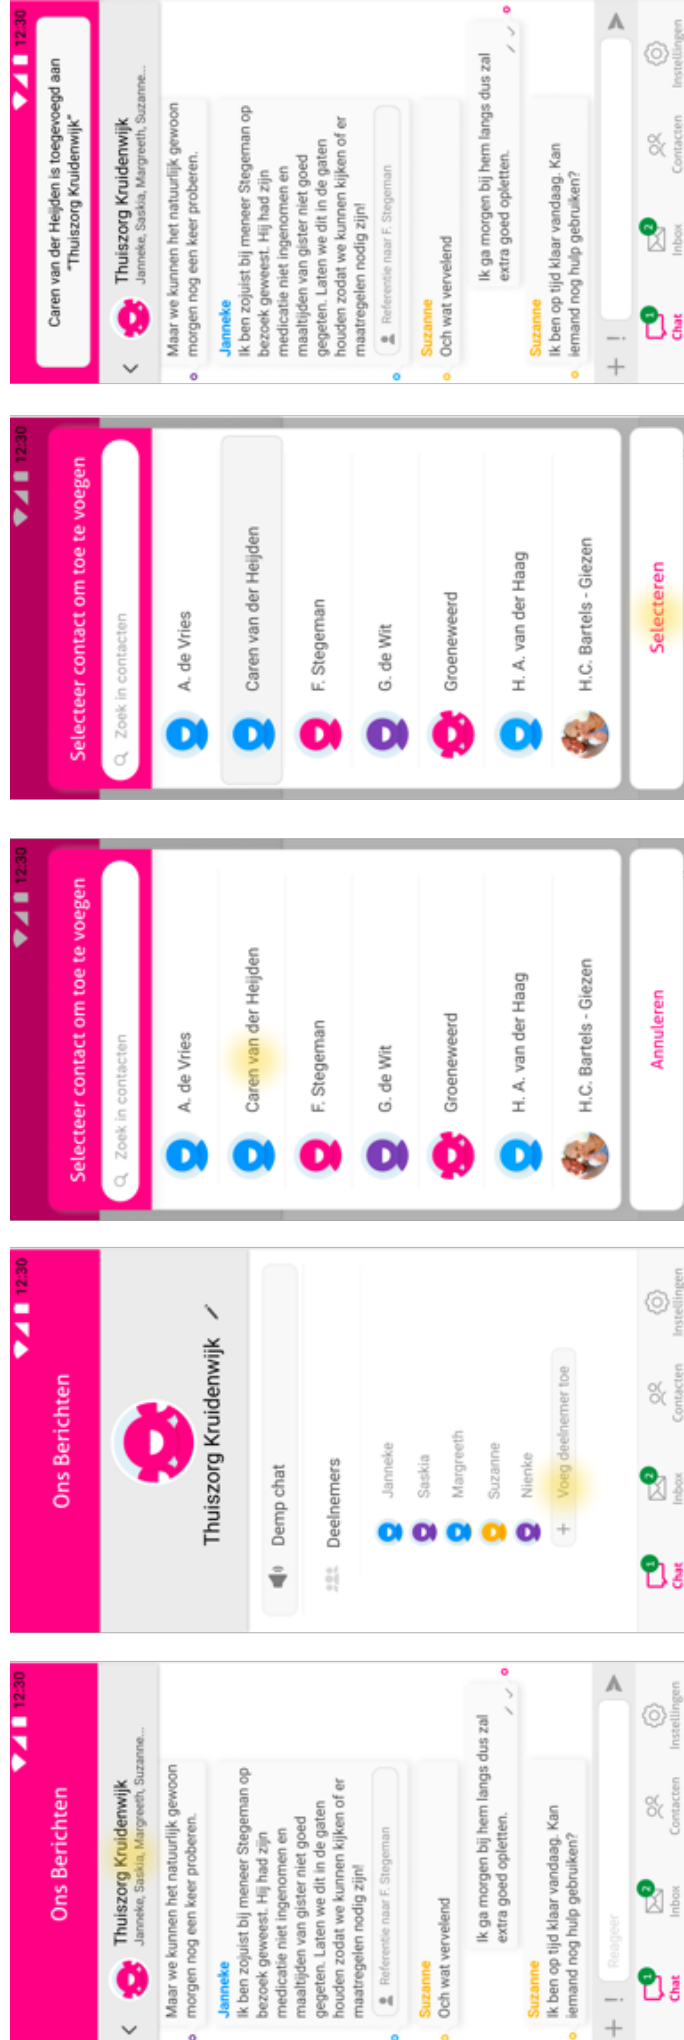 12:30
Ons Berichten
Thuiszorg Kruidenwijk
Janneke, Saskia, Margreeth, Suzanne...
Maar we kunnen het natuurlijk gewoon
morgen nog een keer proberen.
Janneke
Ik ben zojuist bij meneer Stegeman op
bezoek geweest. Hij had zijn
medicatie niet ingenomen en
maaltijden van gister niet goed
gegeten. Laten we dit in de gaten
houden zodat we kunnen kijken of er
maatregelen nodig zijn!
Referentie naar F. Stegeman
Suzanne
Och wat vervelend
Ik ga morgen bij hem langs dus zal
extra goed opletten.
Suzanne
Ik ben op tijd klaar vandaag. Kan
iemand nog hulp gebruiken?
+ ! Reageer
1 2
Chat Inbox Contacten Instellingen
12:30
Ons Berichten
Thuiszorg Kruidenwijk
Demp chat
Deelnemers
Janneke
Saskia
Margreeth
Suzanne
Nienke
+ Voeg deelnemer toe
1 2
Chat Inbox Contacten Instellingen
12:30
Selecteer contact om toe te voegen
Zoek in contacten
A. de Vries
Caren van der Heijden
F. Stegeman
G. de Wit
Groeneweerd
H. A. van der Haag
H.C. Bartels - Giezen
Annuleren
12:30
Selecteer contact om toe te voegen
Zoek in contacten
A. de Vries
Caren van der Heijden
F. Stegeman
G. de Wit
Groeneweerd
H. A. van der Haag
H.C. Bartels - Giezen
Selecteren
12:30
Caren van der Heijden is toegevoegd aan
"Thuiszorg Kruidenwijk"
Thuiszorg Kruidenwijk
Janneke, Saskia, Margreeth, Suzanne...
Maar we kunnen het natuurlijk gewoon
morgen nog een keer proberen.
Janneke
Ik ben zojuist bij meneer Stegeman op
bezoek geweest. Hij had zijn
medicatie niet ingenomen en
maaltijden van gister niet goed
gegeten. Laten we dit in de gaten
houden zodat we kunnen kijken of er
maatregelen nodig zijn!
Referentie naar F. Stegeman
Suzanne
Och wat vervelend
Ik ga morgen bij hem langs dus zal
extra goed opletten.
Suzanne
Ik ben op tijd klaar vandaag. Kan
iemand nog hulp gebruiken?
+ !
1 2
Chat Inbox Contacten Instellingen